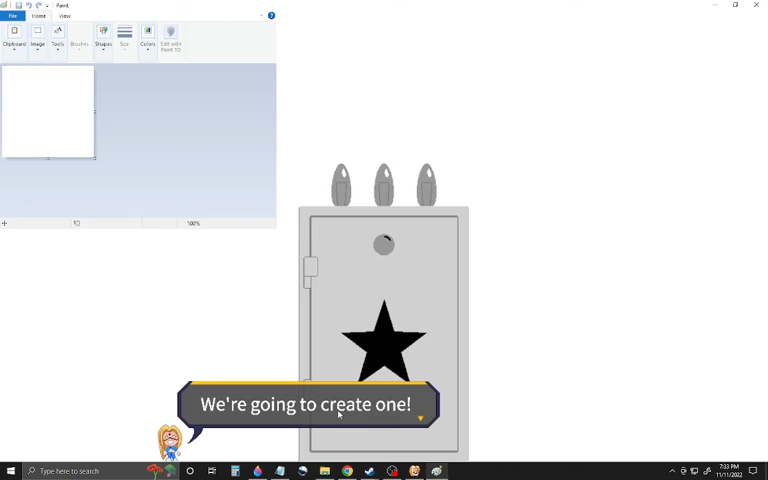 Paint
File
Home
View
Clipboard
Image
Tools
Brushes
Shapes
Size
Colors
Edit with
Paint 3D
100%
We're going to create one!
Type here to search
7:33 PM
11/11/2022